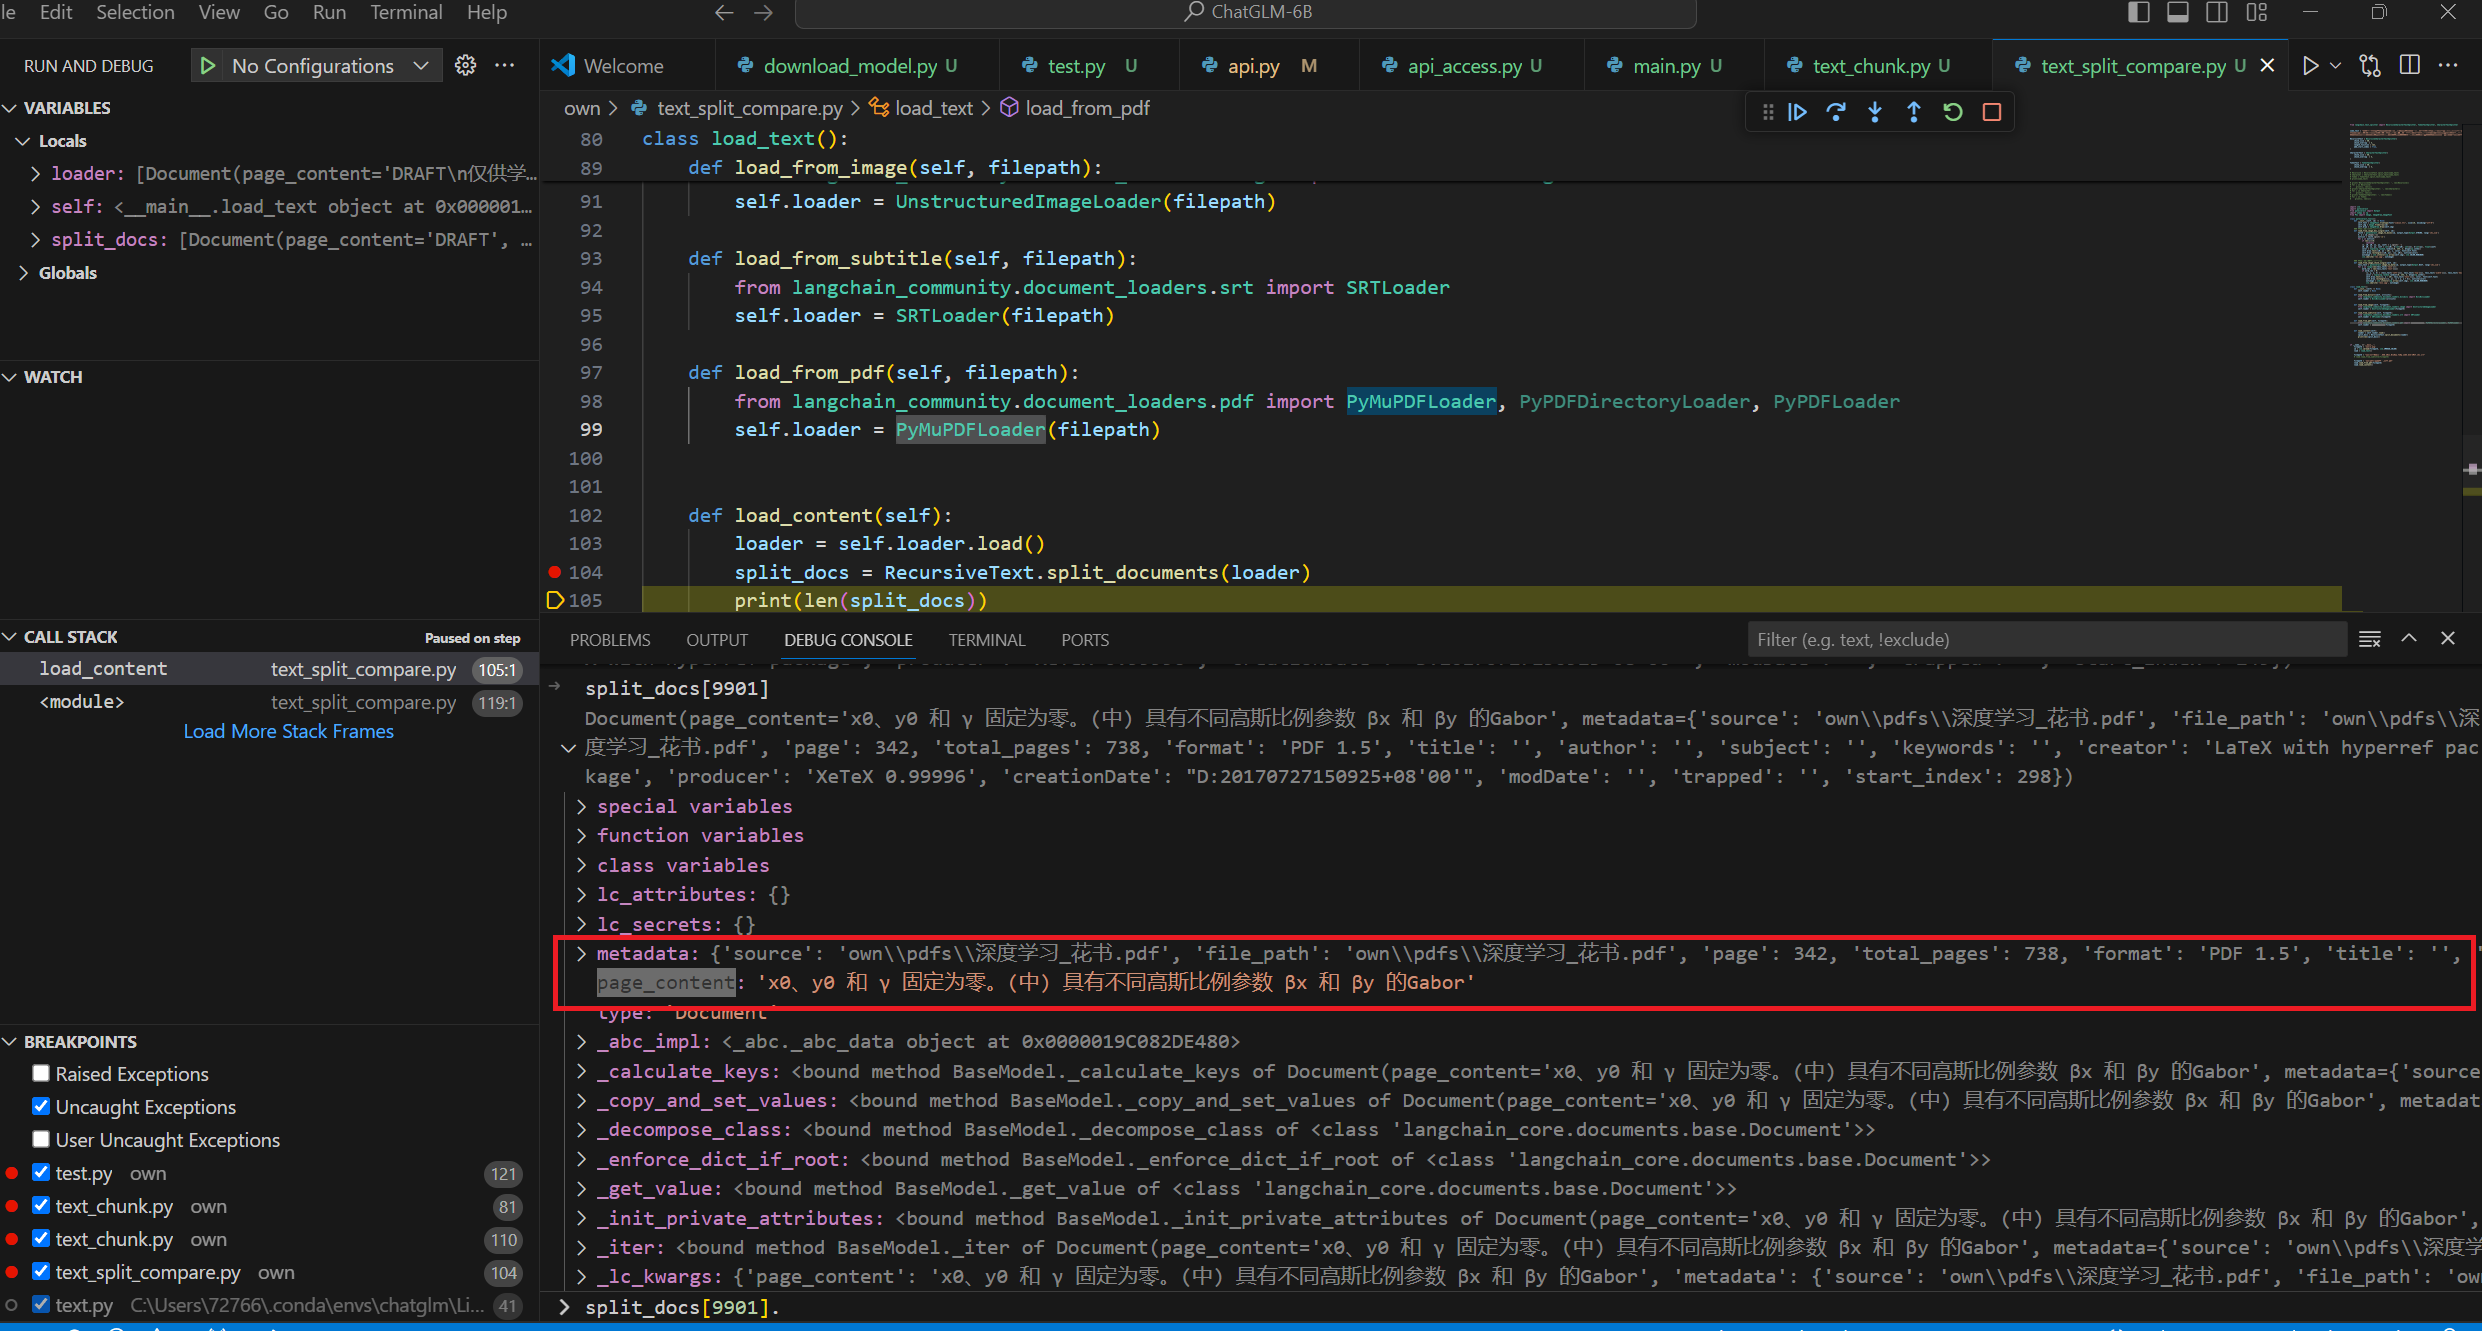 le Edit Selection View Go Run Terminal Help
ChatGLM-6B
RUN AND DEBUG
No Configurations
Welcome
download_model.py U
test.py U
api.py M
api_access.py U
main.py U
text_chunk.py U
text_split_compare.py U
VARIABLES
Locals
loader: [Document(page_content='DRAFT\n仅供学...
self: <__main__.load_text object at 0x000001...
split_docs: [Document(page_content='DRAFT', ...
Globals
WATCH
CALL STACK
Paused on step
load_content text_split_compare.py 105:1
<module> text_split_compare.py 119:1
Load More Stack Frames
BREAKPOINTS
Raised Exceptions
Uncaught Exceptions
User Uncaught Exceptions
test.py own 121
text_chunk.py own 81
text_chunk.py own 110
text_split_compare.py own 104
text.py C:\Users\72766\.conda\envs\chatglm\Li... 41
own > text_split_compare.py > load_text > load_from_pdf
80 class load_text():
89 def load_from_image(self, filepath):
91 self.loader = UnstructuredImageLoader(filepath)
92
93 def load_from_subtitle(self, filepath):
94 from langchain_community.document_loaders.srt import SRTLoader
95 self.loader = SRTLoader(filepath)
96
97 def load_from_pdf(self, filepath):
98 from langchain_community.document_loaders.pdf import PyMuPDFLoader, PyPDFDirectoryLoader, PyPDFLoader
99 self.loader = PyMuPDFLoader(filepath)
100
101
102 def load_content(self):
103 loader = self.loader.load()
104 split_docs = RecursiveText.split_documents(loader)
105 print(len(split_docs))
PROBLEMS OUTPUT DEBUG CONSOLE TERMINAL PORTS
Filter (e.g. text, !exclude)
split_docs[9901]
Document(page_content='x0、y0 和 γ 固定为零。(中) 具有不同高斯比例参数 βx 和 βy 的Gabor', metadata={'source': 'own\\pdfs\\深度学习_花书.pdf', 'file_path': 'own\\pdfs\\深
度学习_花书.pdf', 'page': 342, 'total_pages': 738, 'format': 'PDF 1.5', 'title': '', 'author': '', 'subject': '', 'keywords': '', 'creator': 'LaTeX with hyperref pac
kage', 'producer': 'XeTeX 0.99996', 'creationDate': "D:20170727150925+08'00'", 'modDate': '', 'trapped': '', 'start_index': 298})
special variables
function variables
class variables
lc_attributes: {}
lc_secrets: {}
metadata: {'source': 'own\\pdfs\\深度学习_花书.pdf', 'file_path': 'own\\pdfs\\深度学习_花书.pdf', 'page': 342, 'total_pages': 738, 'format': 'PDF 1.5', 'title': '', '
page_content: 'x0、y0 和 γ 固定为零。(中) 具有不同高斯比例参数 βx 和 βy 的Gabor'
type: 'Document'
_abc_impl: <_abc._abc_data object at 0x0000019C082DE480>
_calculate_keys: <bound method BaseModel._calculate_keys of Document(page_content='x0、y0 和 γ 固定为零。(中) 具有不同高斯比例参数 βx 和 βy 的Gabor', metadata={'source
_copy_and_set_values: <bound method BaseModel._copy_and_set_values of Document(page_content='x0、y0 和 γ 固定为零。(中) 具有不同高斯比例参数 βx 和 βy 的Gabor', metadat
_decompose_class: <bound method BaseModel._decompose_class of <class 'langchain_core.documents.base.Document'>>
_enforce_dict_if_root: <bound method BaseModel._enforce_dict_if_root of <class 'langchain_core.documents.base.Document'>>
_get_value: <bound method BaseModel._get_value of <class 'langchain_core.documents.base.Document'>>
_init_private_attributes: <bound method BaseModel._init_private_attributes of Document(page_content='x0、y0 和 γ 固定为零。(中) 具有不同高斯比例参数 βx 和 βy 的Gabor',
_iter: <bound method BaseModel._iter of Document(page_content='x0、y0 和 γ 固定为零。(中) 具有不同高斯比例参数 βx 和 βy 的Gabor', metadata={'source': 'own\\pdfs\\深度学
_lc_kwargs: {'page_content': 'x0、y0 和 γ 固定为零。(中) 具有不同高斯比例参数 βx 和 βy 的Gabor', 'metadata': {'source': 'own\\pdfs\\深度学习_花书.pdf', 'file_path': 'ow
split_docs[9901].